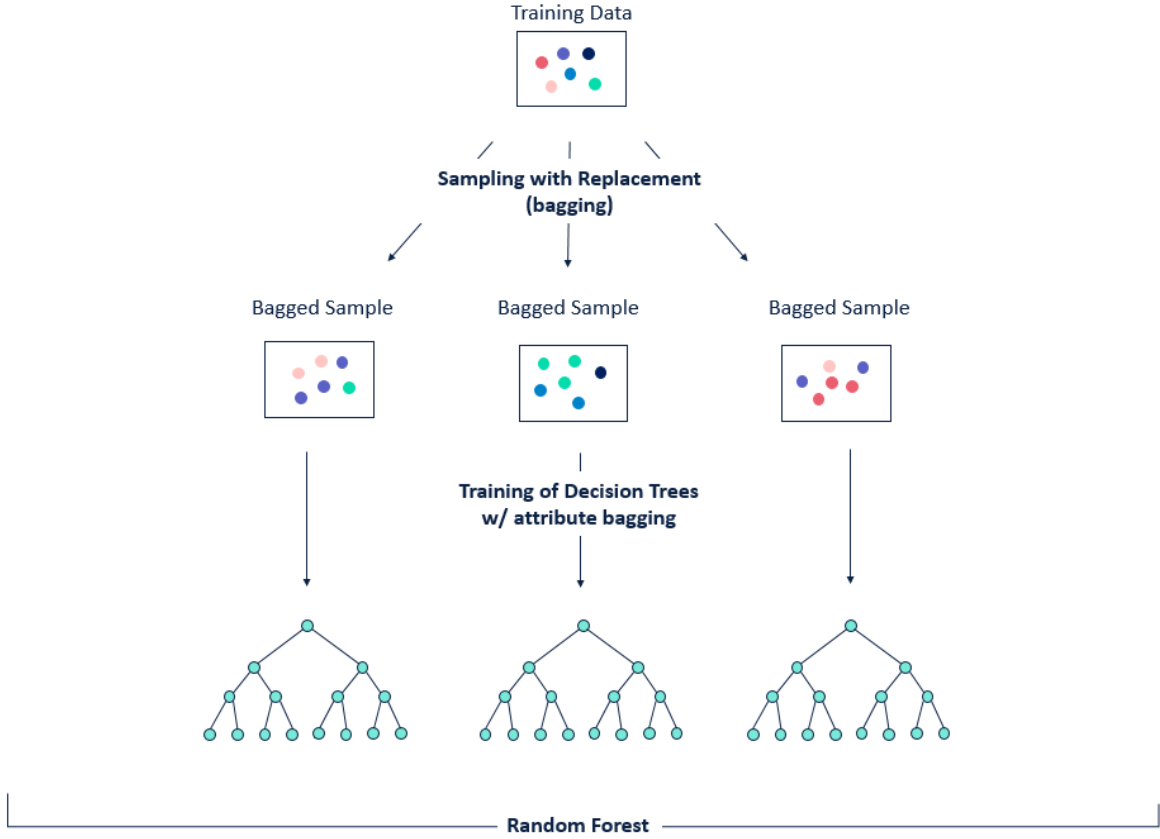 Training Data
Sampling with Replacement
(bagging)
Bagged Sample
Bagged Sample
Bagged Sample
Training of Decision Trees
w/ attribute bagging
Random Forest